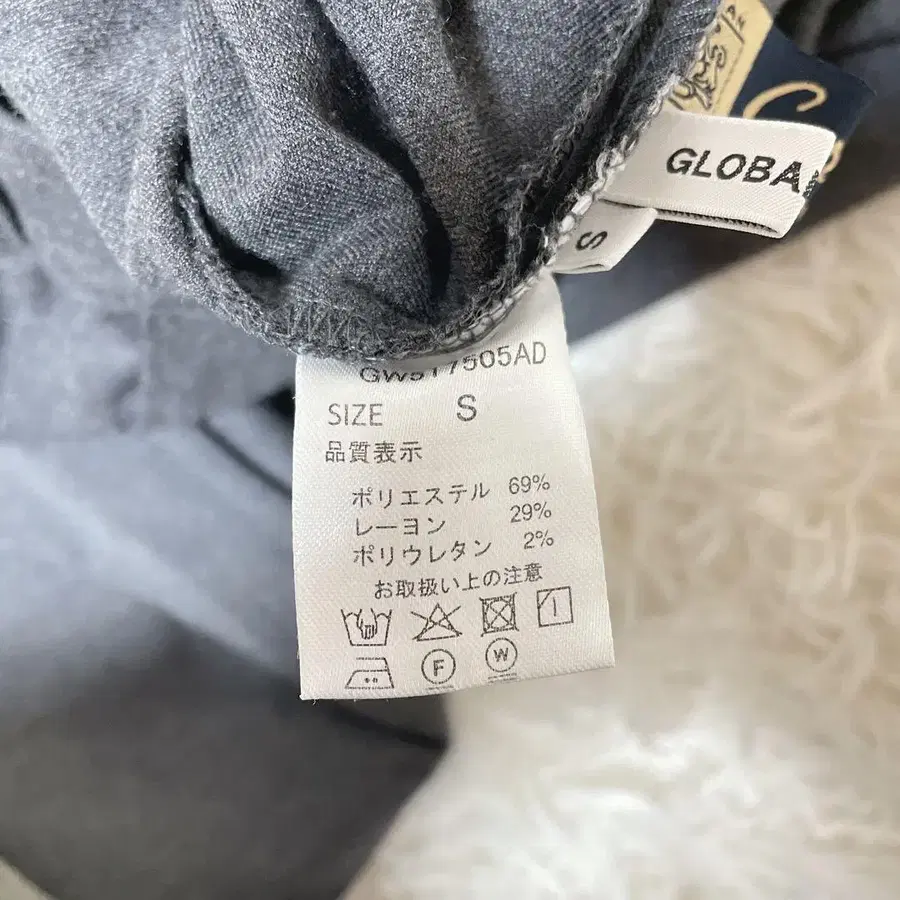 GLOBA
S
GW317505AD
SIZE S
品質表示
ポリエステル 69%
レーヨン 29%
ポリウレタン 2%
お取扱い上の注意
F
W